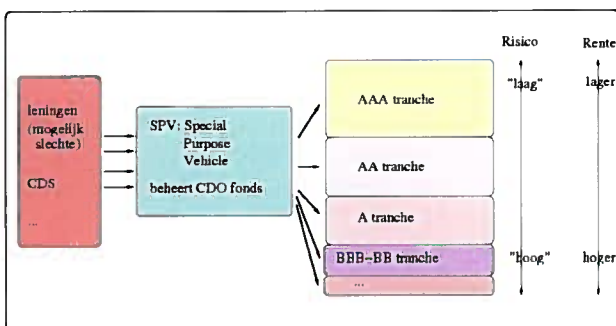 leningen
(mogelijk
slechte)
CDS
...
SPV: Special
Purpose
Vehicle
beheert CDO fonds
AAA tranche
AA tranche
A tranche
BBB-BB tranche
...
Risico
"laag"
"hoog"
Rente
lager
hoger